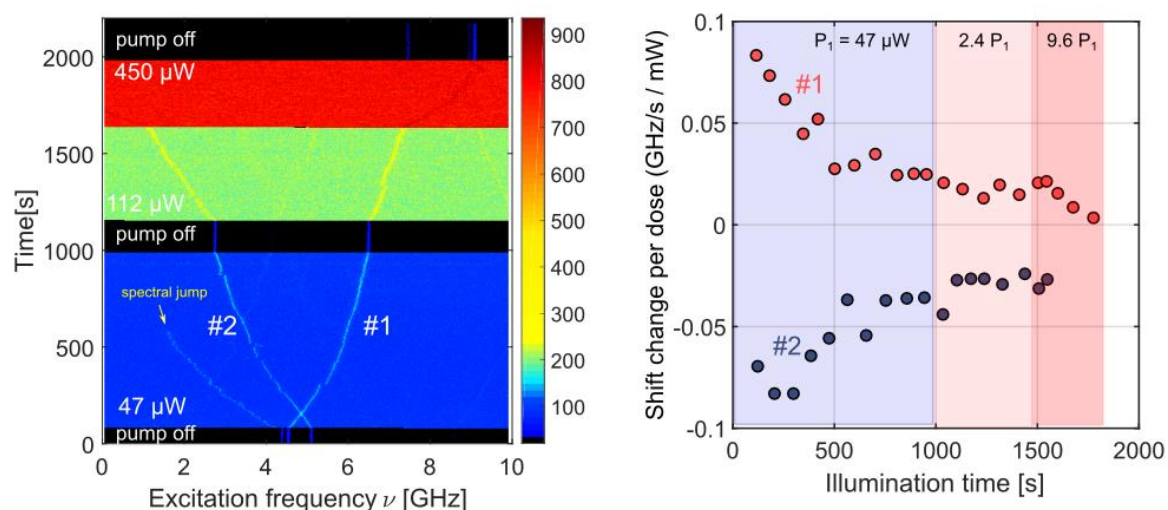 2000
1500
1000
500
0
pump off
450 µW
112 µW
pump off
spectral jump
#2
#1
47 µW
pump off
0
2
4
6
8
10
Time[s]
Excitation frequency ν [GHz]
900
800
700
600
500
400
300
200
100
0.1
0.05
0
-0.05
-0.1
P₁ = 47 µW
2.4 P₁
9.6 P₁
#1
#2
0
500
1000
1500
2000
Shift change per dose (GHz/s / mW)
Illumination time [s]